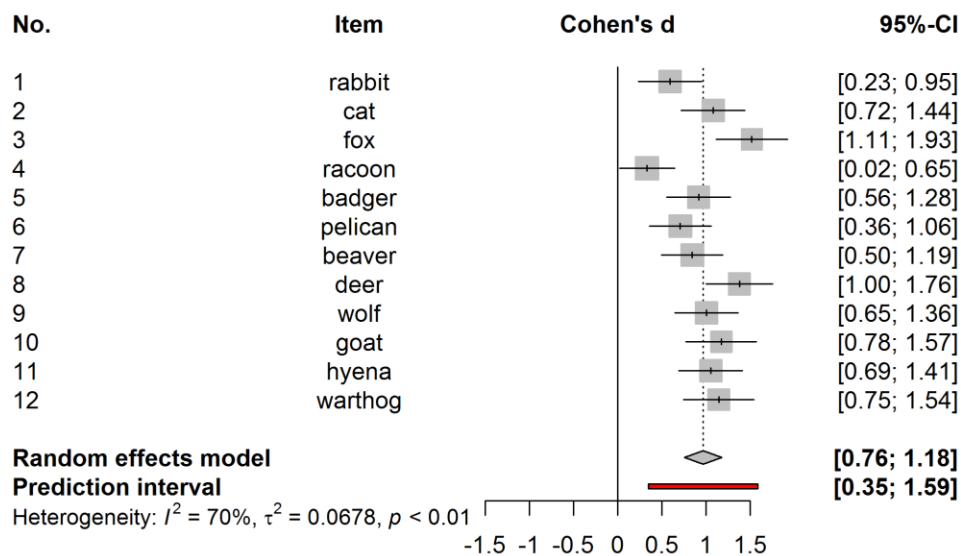 No. Item Cohen's d 95%-CI
1 rabbit [0.23; 0.95]
2 cat [0.72; 1.44]
3 fox [1.11; 1.93]
4 racoon [0.02; 0.65]
5 badger [0.56; 1.28]
6 pelican [0.36; 1.06]
7 beaver [0.50; 1.19]
8 deer [1.00; 1.76]
9 wolf [0.65; 1.36]
10 goat [0.78; 1.57]
11 hyena [0.69; 1.41]
12 warthog [0.75; 1.54]
Random effects model [0.76; 1.18]
Prediction interval [0.35; 1.59]
Heterogeneity: I² = 70%, τ² = 0.0678, p < 0.01
-1.5 -1 -0.5 0 0.5 1 1.5